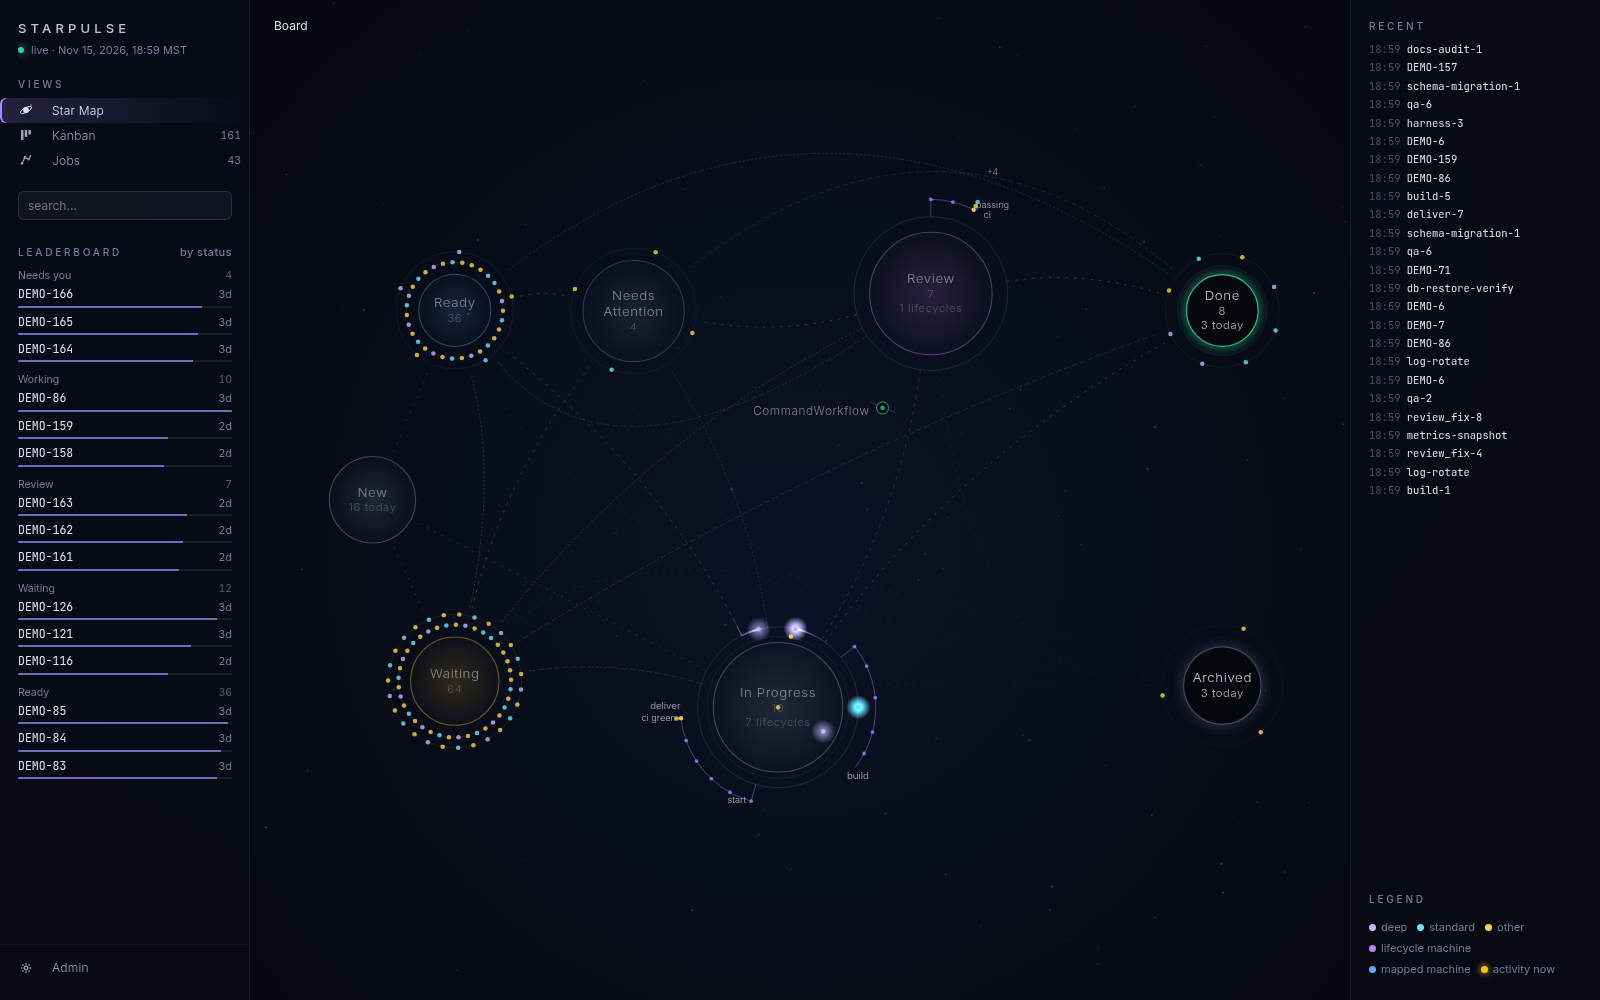 STARPULSE
live · Nov 15, 2026, 18:59 MST
VIEWS
Star Map
Kanban 161
Jobs 43
search...
LEADERBOARD by status
Needs you 4
DEMO-166 3d
DEMO-165 3d
DEMO-164 3d
Working 10
DEMO-86 3d
DEMO-159 2d
DEMO-158 2d
Review 7
DEMO-163 2d
DEMO-162 2d
DEMO-161 2d
Waiting 12
DEMO-126 3d
DEMO-121 3d
DEMO-116 2d
Ready 36
DEMO-85 3d
DEMO-84 3d
DEMO-83 3d
Admin
Board
+4
passing
ci
Ready
36
Needs
Attention
4
Review
7
1 lifecycles
Done
8
3 today
CommandWorkflow
New
16 today
Waiting
64
In Progress
7 lifecycles
deliver
ci green
build
start
Archived
3 today
RECENT
18:59 docs-audit-1
18:59 DEMO-157
18:59 schema-migration-1
18:59 qa-6
18:59 harness-3
18:59 DEMO-6
18:59 DEMO-159
18:59 DEMO-86
18:59 build-5
18:59 deliver-7
18:59 schema-migration-1
18:59 qa-6
18:59 DEMO-71
18:59 db-restore-verify
18:59 DEMO-6
18:59 DEMO-7
18:59 DEMO-86
18:59 log-rotate
18:59 DEMO-6
18:59 qa-2
18:59 review_fix-8
18:59 metrics-snapshot
18:59 review_fix-4
18:59 log-rotate
18:59 build-1
LEGEND
deep standard other
lifecycle machine
mapped machine activity now